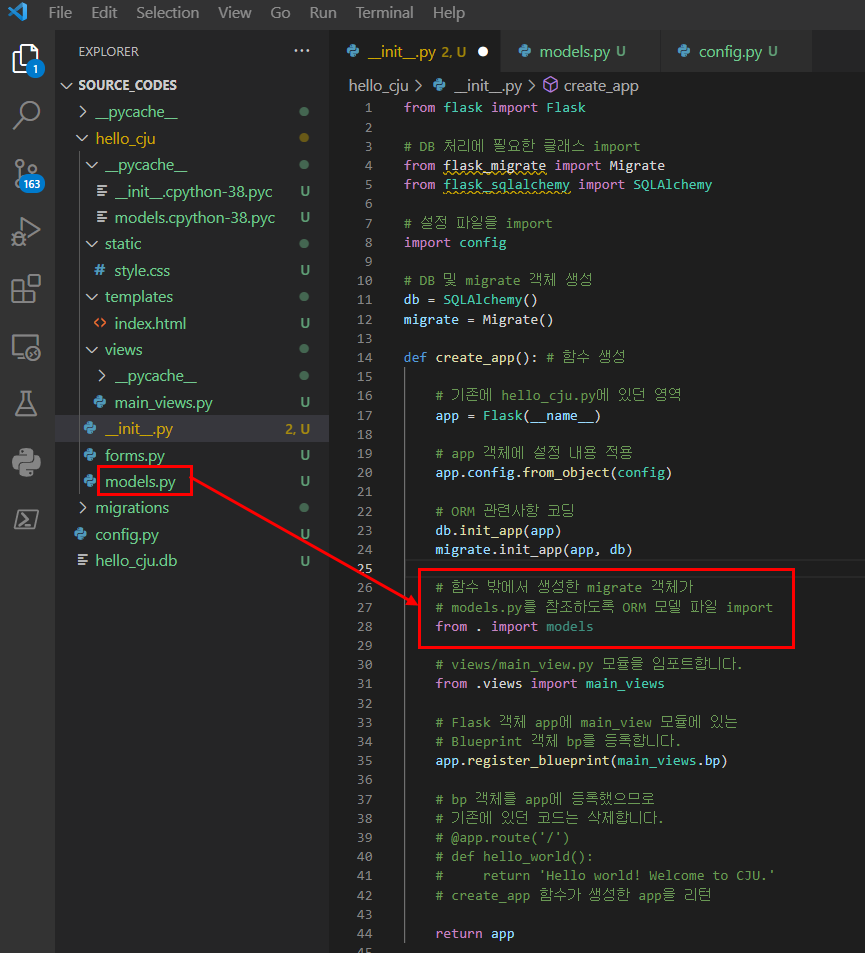 File Edit Selection View Go Run Terminal Help
EXPLORER ...
__init__.py 2, U
models.py U
config.py U
1
163
SOURCE_CODES
__pycache__
hello_cju
__pycache__
__init__.cpython-38.pyc U
models.cpython-38.pyc U
static
# style.css U
templates
<> index.html U
views
__pycache__
main_views.py U
__init__.py 2, U
forms.py U
models.py U
migrations
config.py U
hello_cju.db U
hello_cju > __init__.py > create_app
1 from flask import Flask
2
3 # DB 처리에 필요한 클래스 import
4 from flask_migrate import Migrate
5 from flask_sqlalchemy import SQLAlchemy
6
7 # 설정 파일을 import
8 import config
9
10 # DB 및 migrate 객체 생성
11 db = SQLAlchemy()
12 migrate = Migrate()
13
14 def create_app(): # 함수 생성
15
16 # 기존에 hello_cju.py에 있던 영역
17 app = Flask(__name__)
18
19 # app 객체에 설정 내용 적용
20 app.config.from_object(config)
21
22 # ORM 관련사항 코딩
23 db.init_app(app)
24 migrate.init_app(app, db)
25
26 # 함수 밖에서 생성한 migrate 객체가
27 # models.py를 참조하도록 ORM 모델 파일 import
28 from . import models
29
30 # views/main_view.py 모듈을 임포트합니다.
31 from .views import main_views
32
33 # Flask 객체 app에 main_view 모듈에 있는
34 # Blueprint 객체 bp를 등록합니다.
35 app.register_blueprint(main_views.bp)
36
37 # bp 객체를 app에 등록했으므로
38 # 기존에 있던 코드는 삭제합니다.
39 # @app.route('/')
40 # def hello_world():
41 #     return 'Hello world! Welcome to CJU.'
42 # create_app 함수가 생성한 app을 리턴
43
44 return app
45